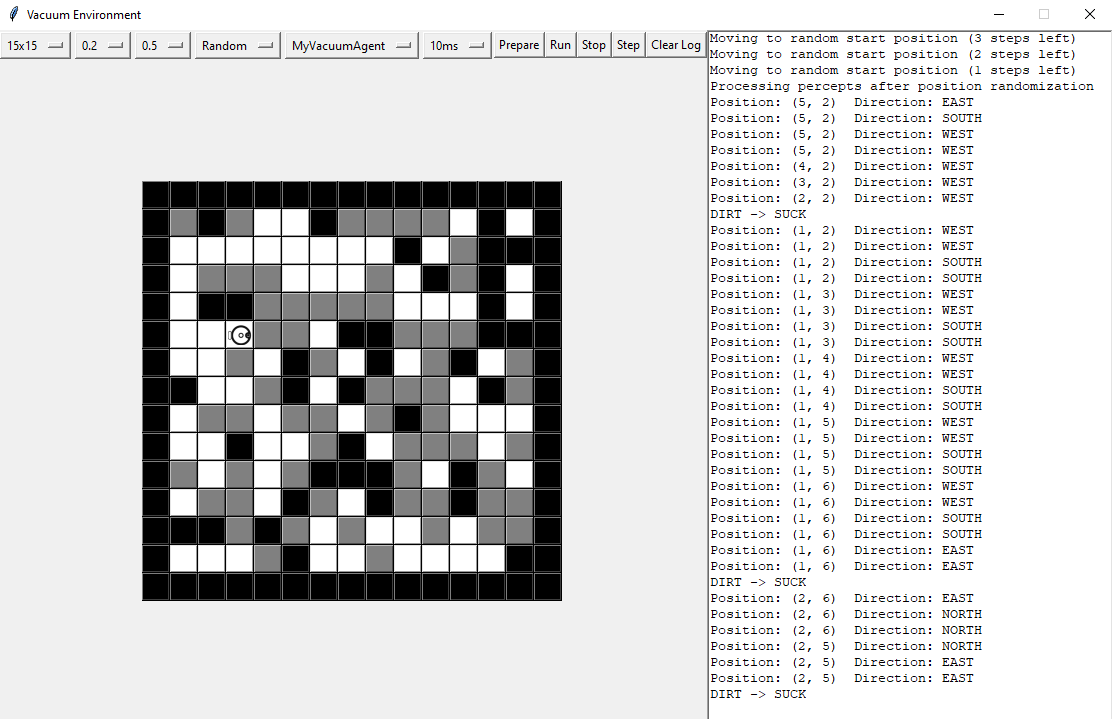 Vacuum Environment
15x15 0.2 0.5 Random MyVacuumAgent 10ms Prepare Run Stop Step Clear Log
Moving to random start position (3 steps left)
Moving to random start position (2 steps left)
Moving to random start position (1 steps left)
Processing percepts after position randomization
Position: (5, 2)  Direction: EAST
Position: (5, 2)  Direction: SOUTH
Position: (5, 2)  Direction: WEST
Position: (5, 2)  Direction: WEST
Position: (4, 2)  Direction: WEST
Position: (3, 2)  Direction: WEST
Position: (2, 2)  Direction: WEST
DIRT -> SUCK
Position: (1, 2)  Direction: WEST
Position: (1, 2)  Direction: WEST
Position: (1, 2)  Direction: SOUTH
Position: (1, 2)  Direction: SOUTH
Position: (1, 3)  Direction: WEST
Position: (1, 3)  Direction: WEST
Position: (1, 3)  Direction: SOUTH
Position: (1, 3)  Direction: SOUTH
Position: (1, 4)  Direction: WEST
Position: (1, 4)  Direction: WEST
Position: (1, 4)  Direction: SOUTH
Position: (1, 4)  Direction: SOUTH
Position: (1, 5)  Direction: WEST
Position: (1, 5)  Direction: WEST
Position: (1, 5)  Direction: SOUTH
Position: (1, 5)  Direction: SOUTH
Position: (1, 6)  Direction: WEST
Position: (1, 6)  Direction: WEST
Position: (1, 6)  Direction: SOUTH
Position: (1, 6)  Direction: SOUTH
Position: (1, 6)  Direction: EAST
Position: (1, 6)  Direction: EAST
DIRT -> SUCK
Position: (2, 6)  Direction: EAST
Position: (2, 6)  Direction: NORTH
Position: (2, 6)  Direction: NORTH
Position: (2, 5)  Direction: NORTH
Position: (2, 5)  Direction: EAST
Position: (2, 5)  Direction: EAST
DIRT -> SUCK